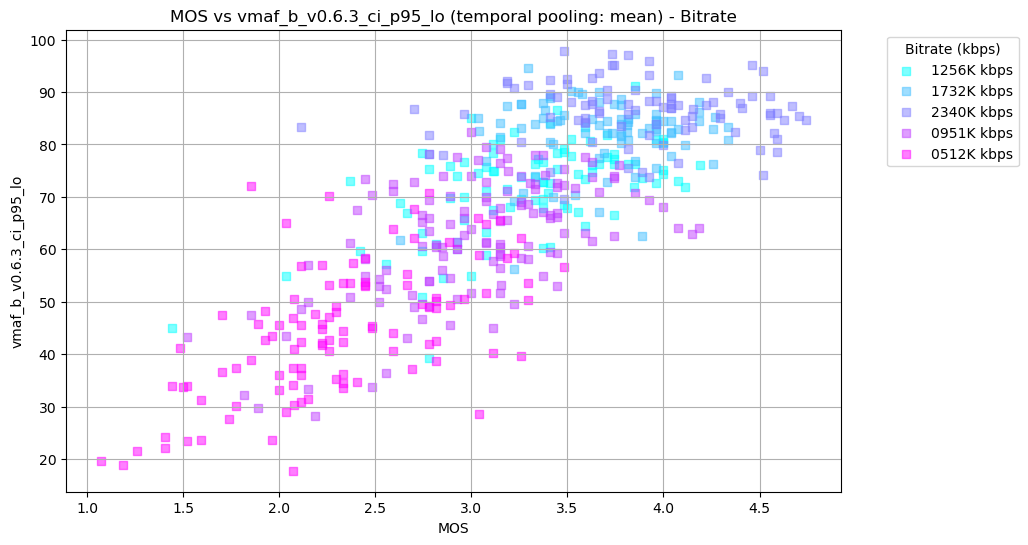 MOS vs vmaf_b_v0.6.3_ci_p95_lo (temporal pooling: mean) - Bitrate
vmaf_b_v0.6.3_ci_p95_lo
100
90
80
70
60
50
40
30
20
1.0 1.5 2.0 2.5 3.0 3.5 4.0 4.5
MOS
Bitrate (kbps)
1256K kbps
1732K kbps
2340K kbps
0951K kbps
0512K kbps